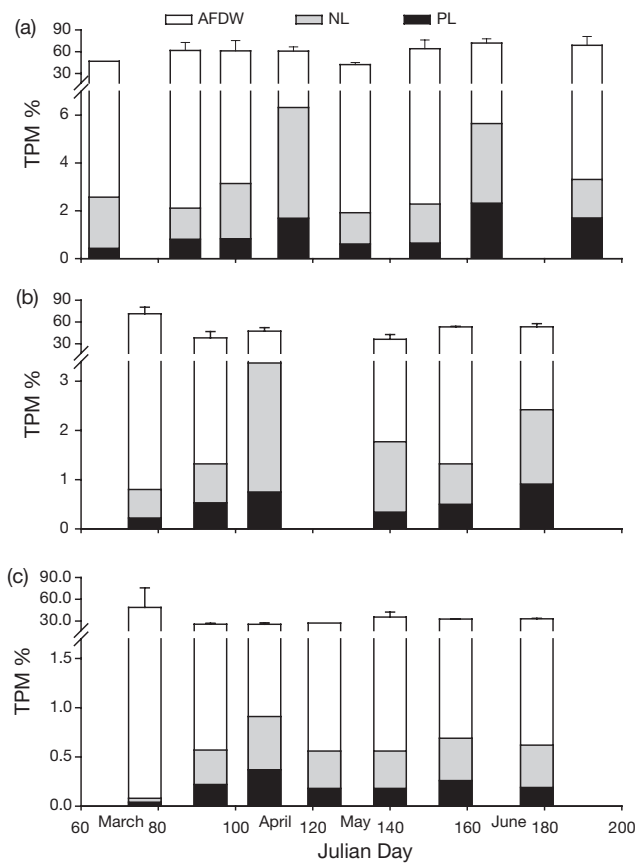 (a)
AFDW NL PL
90
60
30
6
4
2
0
TPM %
(b)
90
60
30
3
2
1
0
TPM %
(c)
90.0
60.0
30.0
1.5
1.0
0.5
0.0
TPM %
March April May June
60 80 100 120 140 160 180 200
Julian Day